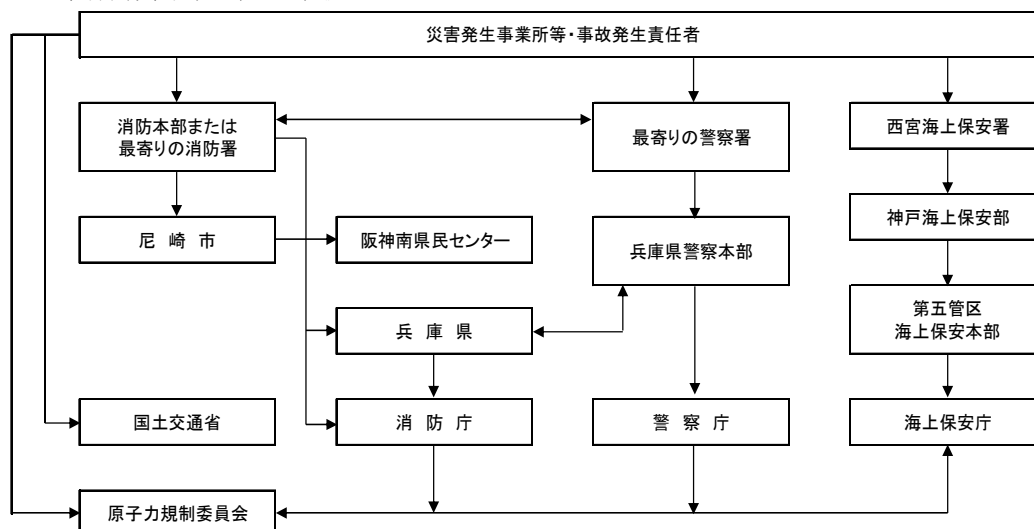 災害発生事業所等・事故発生責任者
消防本部または
最寄りの消防署
最寄りの警察署
西宮海上保安署
神戸海上保安部
尼 崎 市
阪神南県民センター
兵庫県警察本部
兵 庫 県
第五管区
海上保安本部
国土交通省
消 防 庁
警 察 庁
海上保安庁
原子力規制委員会